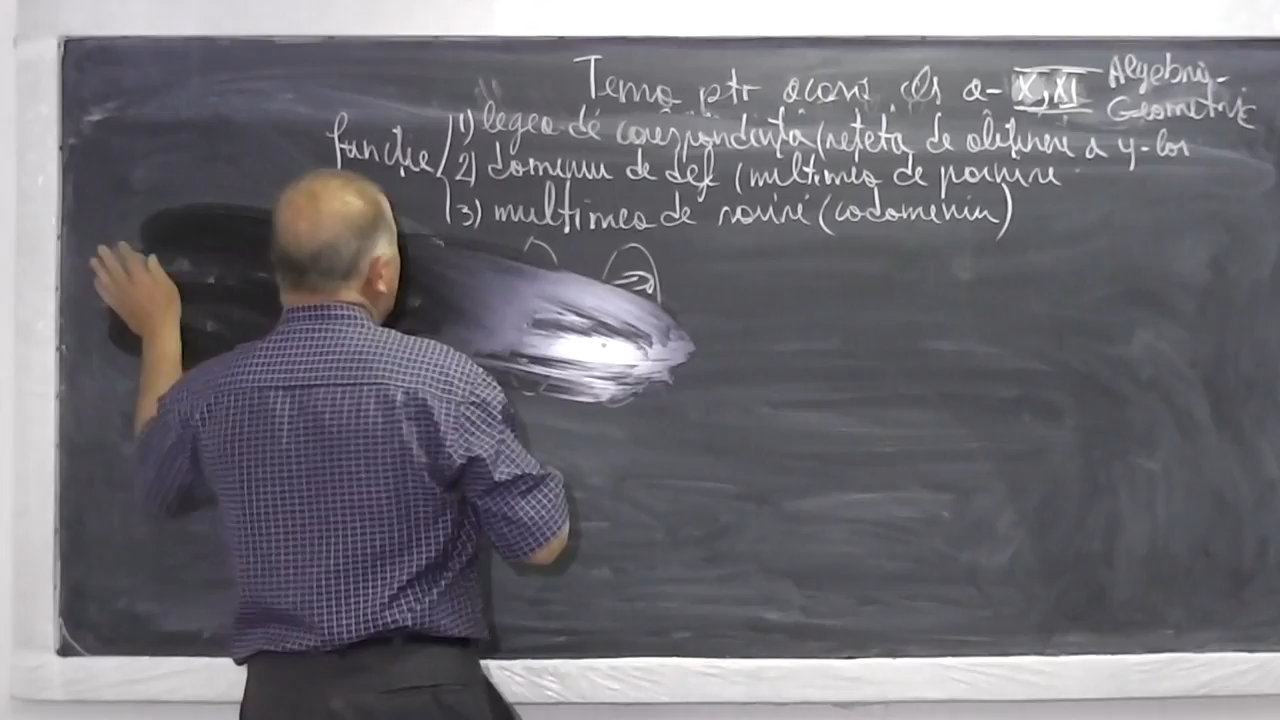 Tema ptr acasă cls a- X, XI Algebră-
Geometrie
funcție 1) legea de corespondență (rețeta de obținere a y-lor
2) domeniu de def (mulțimea de pornire
3) mulțimea de sosire (codomeniu)